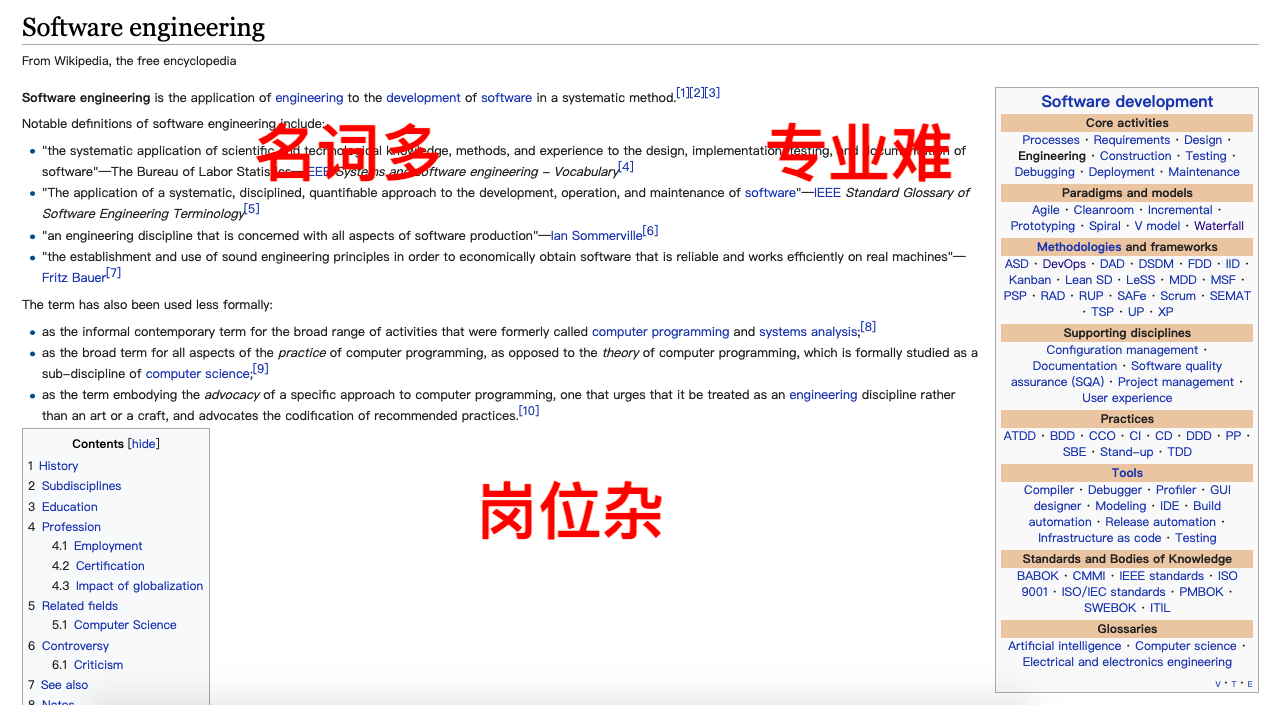 Software engineering
From Wikipedia, the free encyclopedia
Software engineering is the application of engineering to the development of software in a systematic method.[1][2][3]
Notable definitions of software engineering include:
名词多
专业难
"the systematic application of scientific and technological knowledge, methods, and experience to the design, implementation, testing, and documentation of
software"—The Bureau of Labor Statistics—IEEE Systems and software engineering – Vocabulary[4]
"The application of a systematic, disciplined, quantifiable approach to the development, operation, and maintenance of software"—IEEE Standard Glossary of
Software Engineering Terminology[5]
"an engineering discipline that is concerned with all aspects of software production"—Ian Sommerville[6]
"the establishment and use of sound engineering principles in order to economically obtain software that is reliable and works efficiently on real machines"—
Fritz Bauer[7]
The term has also been used less formally:
as the informal contemporary term for the broad range of activities that were formerly called computer programming and systems analysis;[8]
as the broad term for all aspects of the practice of computer programming, as opposed to the theory of computer programming, which is formally studied as a
sub–discipline of computer science;[9]
as the term embodying the advocacy of a specific approach to computer programming, one that urges that it be treated as an engineering discipline rather
than an art or a craft, and advocates the codification of recommended practices.[10]
Contents [hide]
1 History
2 Subdisciplines
3 Education
4 Profession
4.1 Employment
4.2 Certification
4.3 Impact of globalization
5 Related fields
5.1 Computer Science
6 Controversy
6.1 Criticism
7 See also
8 Notes
岗位杂
Software development
Core activities
Processes · Requirements · Design ·
Engineering · Construction · Testing ·
Debugging · Deployment · Maintenance
Paradigms and models
Agile · Cleanroom · Incremental ·
Prototyping · Spiral · V model · Waterfall
Methodologies and frameworks
ASD · DevOps · DAD · DSDM · FDD · IID ·
Kanban · Lean SD · LeSS · MDD · MSF ·
PSP · RAD · RUP · SAFe · Scrum · SEMAT
· TSP · UP · XP
Supporting disciplines
Configuration management ·
Documentation · Software quality
assurance (SQA) · Project management ·
User experience
Practices
ATDD · BDD · CCO · CI · CD · DDD · PP ·
SBE · Stand–up · TDD
Tools
Compiler · Debugger · Profiler · GUI
designer · Modeling · IDE · Build
automation · Release automation ·
Infrastructure as code · Testing
Standards and Bodies of Knowledge
BABOK · CMMI · IEEE standards · ISO
9001 · ISO/IEC standards · PMBOK ·
SWEBOK · ITIL
Glossaries
Artificial intelligence · Computer science ·
Electrical and electronics engineering
V · T · E